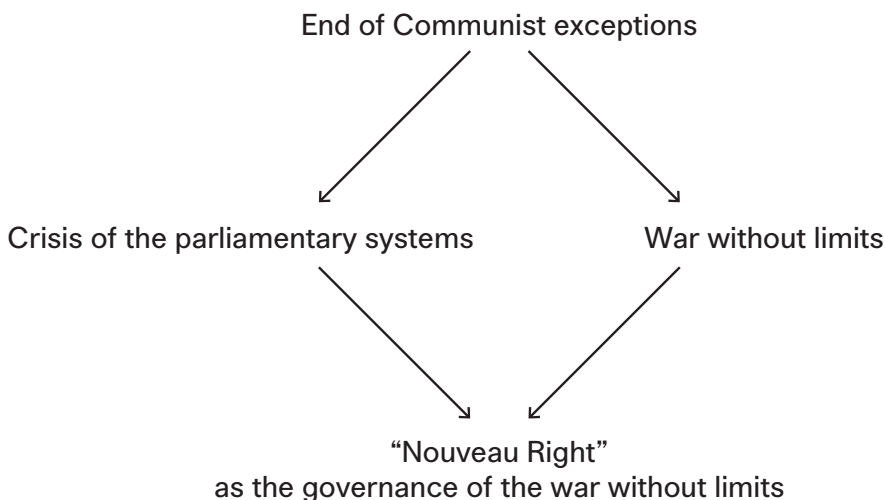 End of Communist exceptions
Crisis of the parliamentary systems
War without limits
“Nouveau Right”
as the governance of the war without limits